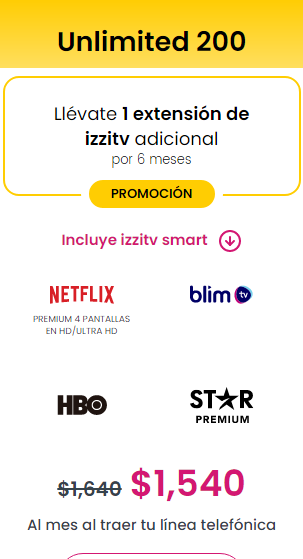 Unlimited 200
Llévate 1 extensión de
izzitv adicional
por 6 meses
PROMOCIÓN
Incluye izzitv smart
NETFLIX
PREMIUM 4 PANTALLAS
EN HD/ULTRA HD
blim tv
HBO
STARZ
PREMIUM
$1,640 $1,540
Al mes al traer tu línea telefónica